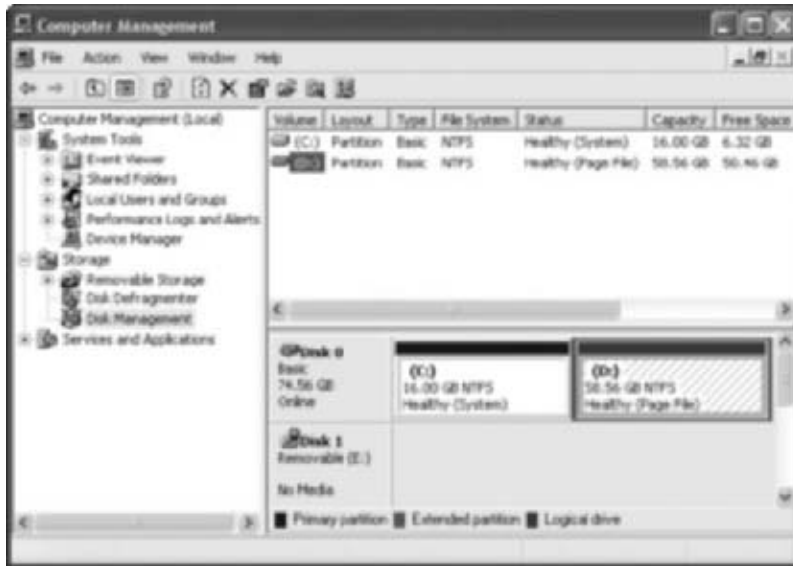 Computer Management
File Action View Window Help
Computer Management (Local)
System Tools
Event Viewer
Shared Folders
Local Users and Groups
Performance Logs and Alerts
Device Manager
Storage
Removable Storage
Disk Defragmenter
Disk Management
Services and Applications
Volume Layout Type File System Status Capacity Free Space
(C:) Partition Basic NTFS Healthy (System) 16.00 GB 6.32 GB
(D:) Partition Basic NTFS Healthy (Page File) 58.56 GB 50.46 GB
Disk 0
Basic
74.56 GB
Online
(C:)
16.00 GB NTFS
Healthy (System)
(D:)
58.56 GB NTFS
Healthy (Page File)
Disk 1
Removable (E:)
No Media
Primary partition Extended partition Logical drive